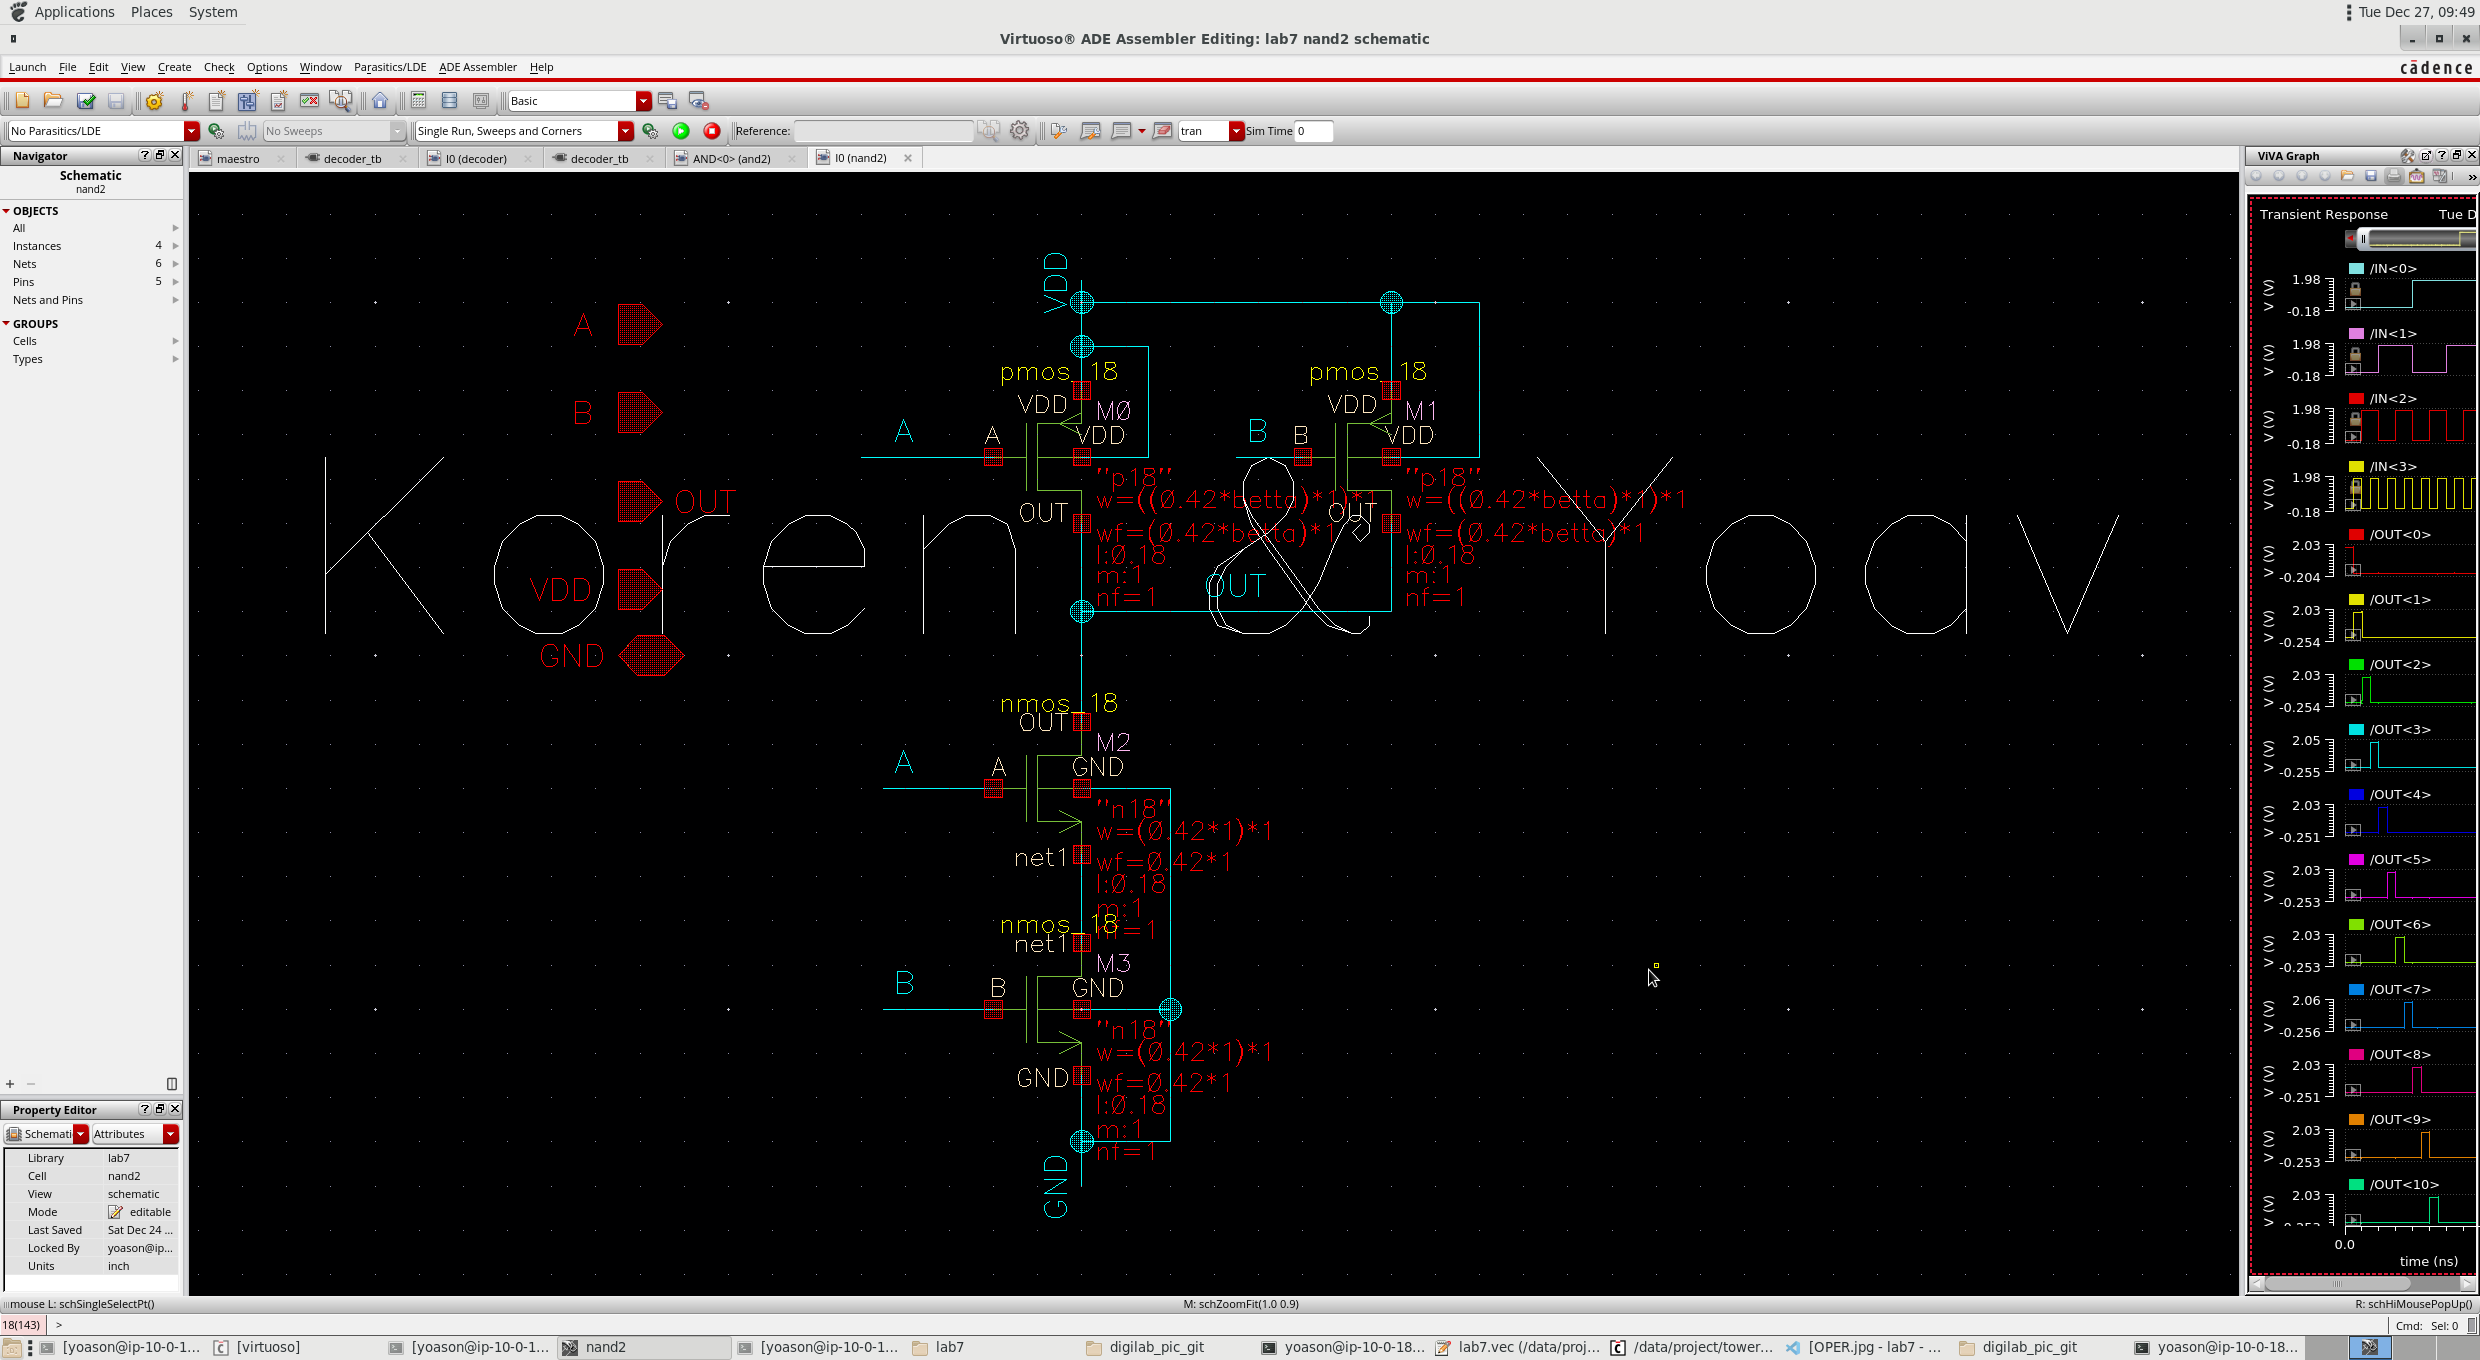 Applications Places System Tue Dec 27, 09:49
Virtuoso® ADE Assembler Editing: lab7 nand2 schematic
Launch File Edit View Create Check Options Window Parasitics/LDE ADE Assembler Help cādence
Basic
No Parasitics/LDE No Sweeps Single Run, Sweeps and Corners Reference: tran Sim Time 0
Navigator
Schematic
nand2
OBJECTS
All
Instances 4
Nets 6
Pins 5
Nets and Pins
GROUPS
Cells
Types
Property Editor
Schemati Attributes
Library lab7
Cell nand2
View schematic
Mode editable
Last Saved Sat Dec 24 ...
Locked By yoason@ip...
Units inch
maestro decoder_tb I0 (decoder) decoder_tb AND<0> (and2) I0 (nand2)
Koren & Yoav
A
B
OUT
VDD
GND
VDD
pmos_18
VDD
M0
VDD
A
A
"p18"
w=((0.42*betta)*1)*1
OUT
wf=(0.42*betta)*1
l:0.18
m:1
nf=1
pmos_18
VDD
M1
VDD
B
B
"p18"
w=((0.42*betta)*1)*1
OUT
wf=(0.42*betta)*1
l:0.18
m:1
nf=1
OUT
nmos_18
OUT
M2
A
A
GND
"n18"
w=(0.42*1)*1
net1
wf=0.42*1
l:0.18
m:1
nf=1
nmos_18
net1
M3
B
B
GND
"n18"
w=(0.42*1)*1
GND
wf=0.42*1
l:0.18
m:1
nf=1
GND
ViVA Graph
Transient Response Tue D
/IN<0>
1.98
V (V)
-0.18
/IN<1>
1.98
-0.18
/IN<2>
1.98
-0.18
/IN<3>
1.98
-0.18
/OUT<0>
2.03
-0.204
/OUT<1>
2.03
-0.254
/OUT<2>
2.03
-0.254
/OUT<3>
2.05
-0.255
/OUT<4>
2.03
-0.251
/OUT<5>
2.03
-0.253
/OUT<6>
2.03
-0.253
/OUT<7>
2.06
-0.256
/OUT<8>
2.03
-0.251
/OUT<9>
2.03
-0.253
/OUT<10>
2.03
0.0
time (ns)
mouse L: schSingleSelectPt() M: schZoomFit(1.0 0.9) R: schHiMousePopUp()
18(143) > Cmd: Sel: 0
[yoason@ip-10-0-1... [virtuoso] [yoason@ip-10-0-1... nand2 [yoason@ip-10-0-1... lab7 digilab_pic_git yoason@ip-10-0-18... lab7.vec (/data/proj... /data/project/tower... [OPER.jpg - lab7 - ... digilab_pic_git yoason@ip-10-0-18...